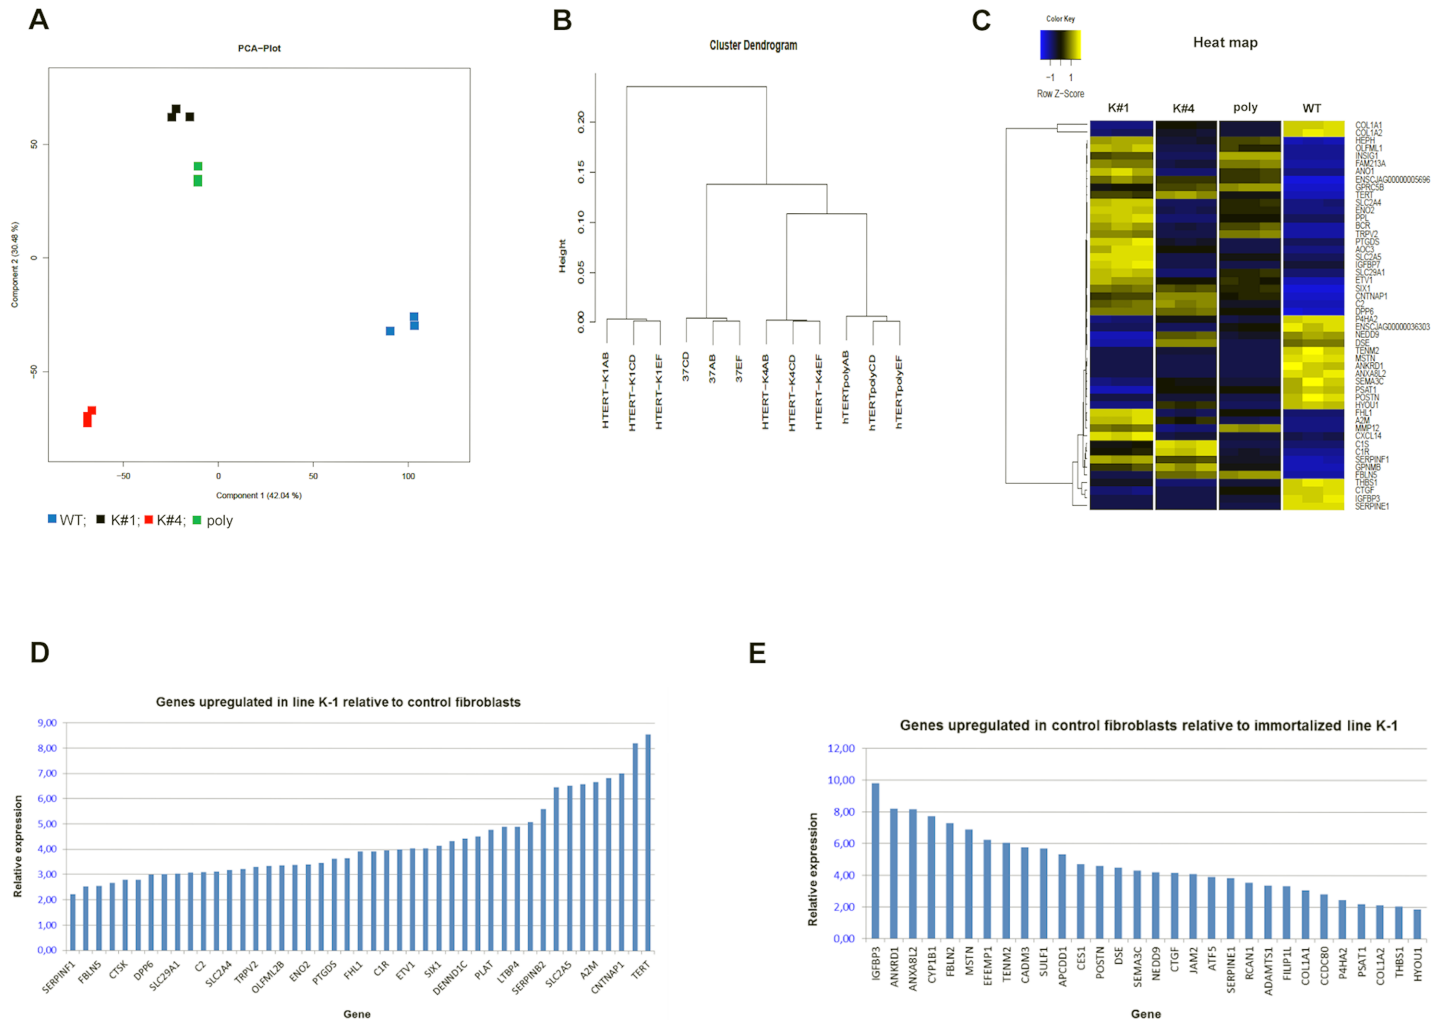 A
PCA-Plot
Component 2 (30.48 %)
50
0
−50
−50
0
50
100
Component 1 (42.04 %)
WT; K#1; K#4; poly
B
Cluster Dendrogram
Height
0.20
0.15
0.10
0.05
0.00
HTERT-K1AB
HTERT-K1CD
HTERT-K1EF
37CD
37AB
37EF
HTERT-K4AB
HTERT-K4CD
HTERT-K4EF
hTERTpolyAB
hTERTpolyCD
hTERTpolyEF
C
Color Key
−1 1
Row Z-Score
Heat map
K#1 K#4 poly WT
COL1A1
COL1A2
HEPH
OLFML1
INSIG1
FAM213A
ANO1
ENSCJAG00000005696
GPRC5B
TERT
SLC2A4
ENO2
PPL
BCR
TRPV2
PTGDS
AOC3
SLC2A5
IGFBP7
SLC29A1
ETV1
SIX1
CNTNAP1
C2
DPP6
P4HA2
ENSCJAG00000036303
NEDD9
DSE
TENM2
MSTN
ANKRD1
ANXA8L2
SEMA3C
PSAT1
POSTN
HYOU1
FHL1
A2M
MMP12
CXCL14
C1S
C1R
SERPINF1
GPNMB
FBLN5
THBS1
CTGF
IGFBP3
SERPINE1
D
Genes upregulated in line K-1 relative to control fibroblasts
Relative expression
9,00
8,00
7,00
6,00
5,00
4,00
3,00
2,00
1,00
0,00
SERPINF1
FBLN5
CTSK
DPP6
SLC29A1
C2
SLC2A4
TRPV2
OLFML2B
ENO2
PTGDS
FHL1
C1R
ETV1
SIX1
DENND1C
PLAT
LTBP4
SERPINB2
SLC2A5
A2M
CNTNAP1
TERT
Gene
E
Genes upregulated in control fibroblasts relative to immortalized line K-1
Relative expression
12,00
10,00
8,00
6,00
4,00
2,00
0,00
IGFBP3
ANKRD1
ANXA8L2
CYP1B1
FBLN2
MSTN
EFEMP1
TENM2
CADM3
SULF1
APCDD1
CES1
POSTN
DSE
SEMA3C
NEDD9
CTGF
JAM2
ATF5
SERPINE1
RCAN1
ADAMTS1
FILIP1L
COL1A1
CCDC80
P4HA2
PSAT1
COL1A2
THBS1
HYOU1
Gene